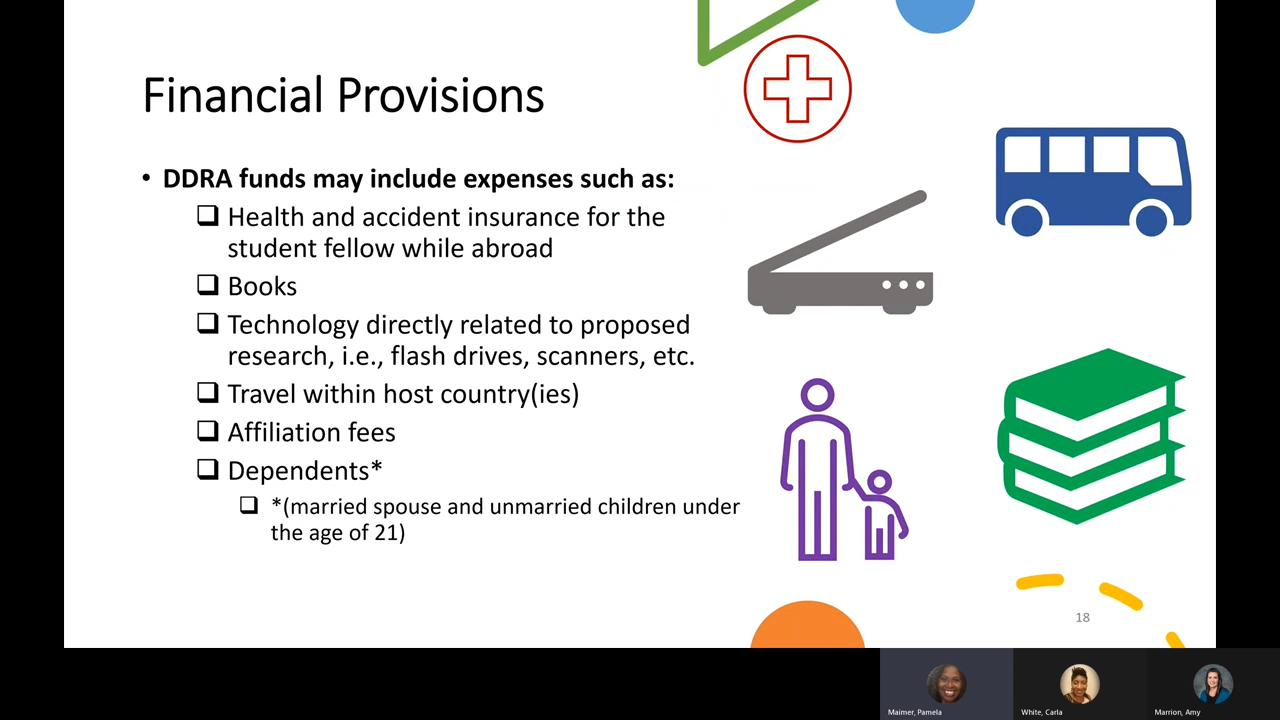 Financial Provisions
• DDRA funds may include expenses such as:
❑ Health and accident insurance for the
student fellow while abroad
❑ Books
❑ Technology directly related to proposed
research, i.e., flash drives, scanners, etc.
❑ Travel within host country(ies)
❑ Affiliation fees
❑ Dependents*
❑ *(married spouse and unmarried children under
the age of 21)
18
Maimer, Pamela
White, Carla
Marrion, Amy